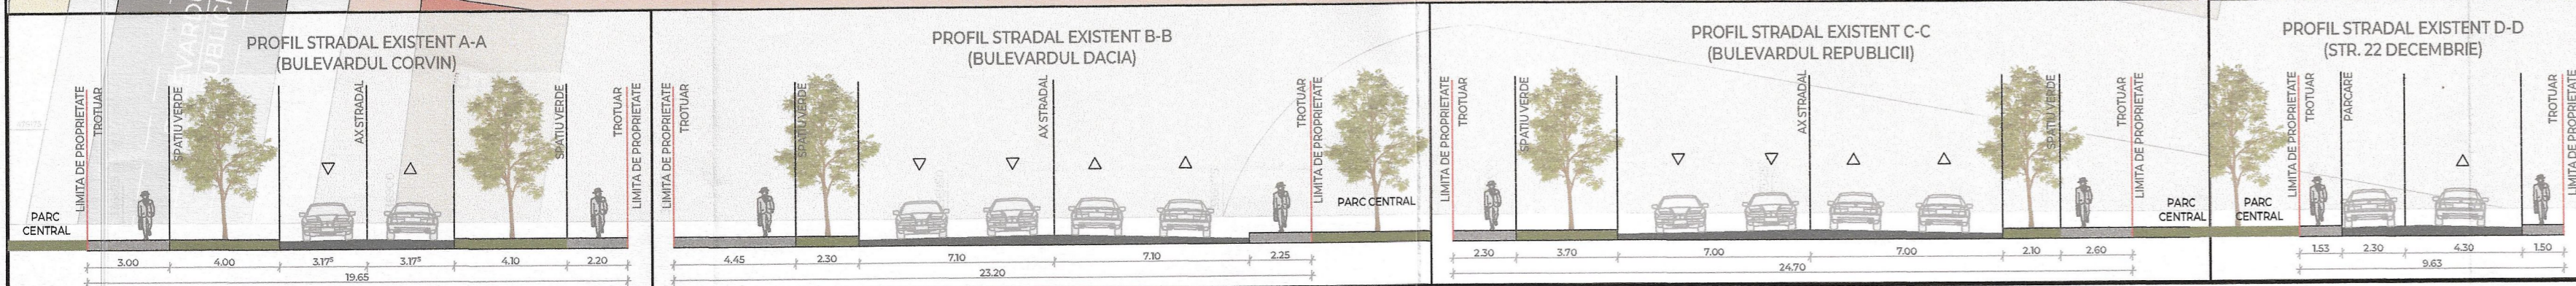 PROFIL STRADAL EXISTENT A-A
(BULEVARDUL CORVIN)
LIMITA DE PROPRIETATE
TROTUAR
SPATIU VERDE
AX STRADAL
SPATIU VERDE
TROTUAR
LIMITA DE PROPRIETATE
PARC
CENTRAL
3.00
4.00
3.17⁵
3.17⁵
4.10
2.20
19.65
PROFIL STRADAL EXISTENT B-B
(BULEVARDUL DACIA)
LIMITA DE PROPRIETATE
TROTUAR
SPATIU VERDE
AX STRADAL
TROTUAR
LIMITA DE PROPRIETATE
PARC CENTRAL
4.45
2.30
7.10
7.10
2.25
23.20
PROFIL STRADAL EXISTENT C-C
(BULEVARDUL REPUBLICII)
LIMITA DE PROPRIETATE
TROTUAR
SPATIU VERDE
AX STRADAL
SPATIU VERDE
TROTUAR
LIMITA DE PROPRIETATE
PARC
CENTRAL
2.30
3.70
7.00
7.00
2.10
2.60
24.70
PROFIL STRADAL EXISTENT D-D
(STR. 22 DECEMBRIE)
PARC
CENTRAL
LIMITA DE PROPRIETATE
TROTUAR
PARCARE
TROTUAR
LIMITA DE PROPRIETATE
1.53
2.30
4.30
1.50
9.63